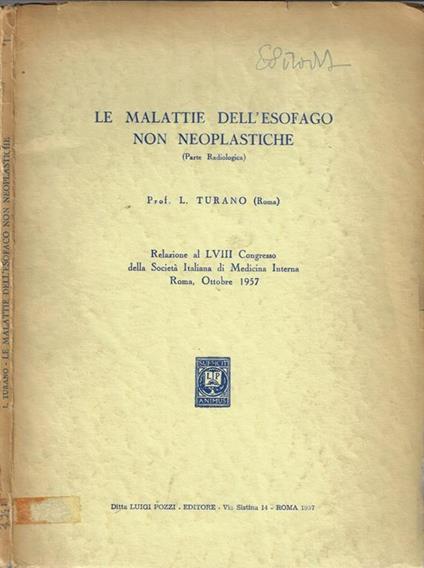 LE MALATTIE DELL'ESOFAGO
NON NEOPLASTICHE
(Parte Radiologica)
Prof. L. TURANO (Roma)
Relazione al LVIII Congresso
della Società Italiana di Medicina Interna
Roma, Ottobre 1957
SUFFICIT
L P
ANIMUS
Ditta LUIGI POZZI - EDITORE - Via Sistina 14 - ROMA 1957
L. TURANO - LE MALATTIE DELL'ESOFAGO NON NEOPLASTICHE